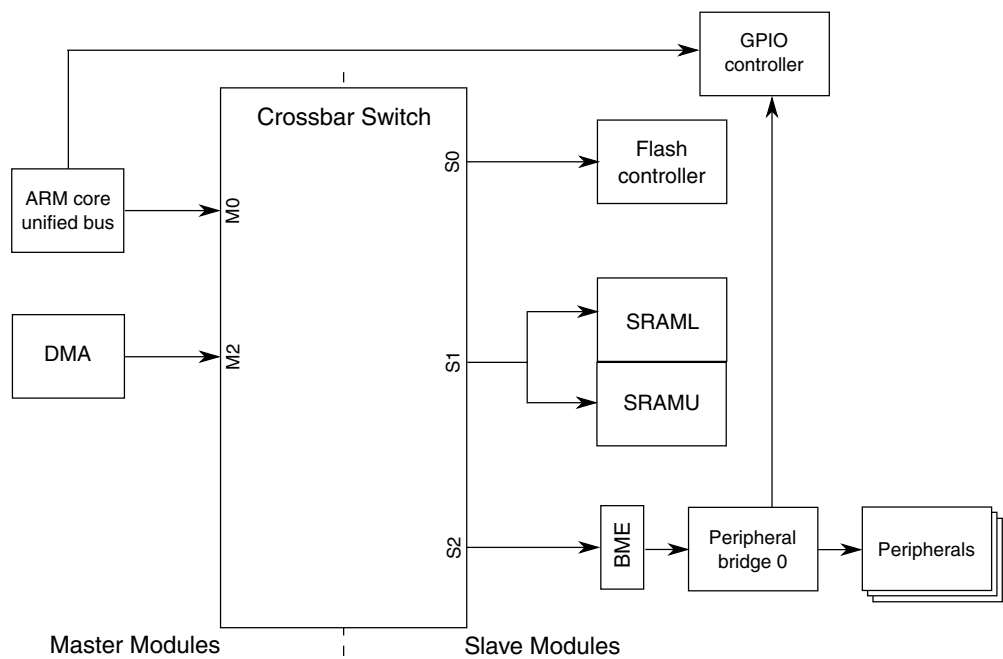 GPIO
controller
Crossbar Switch
S0
Flash
controller
ARM core
unified bus
M0
SRAML
DMA
M2
S1
SRAMU
S2
BME
Peripheral
bridge 0
Peripherals
Master Modules
Slave Modules